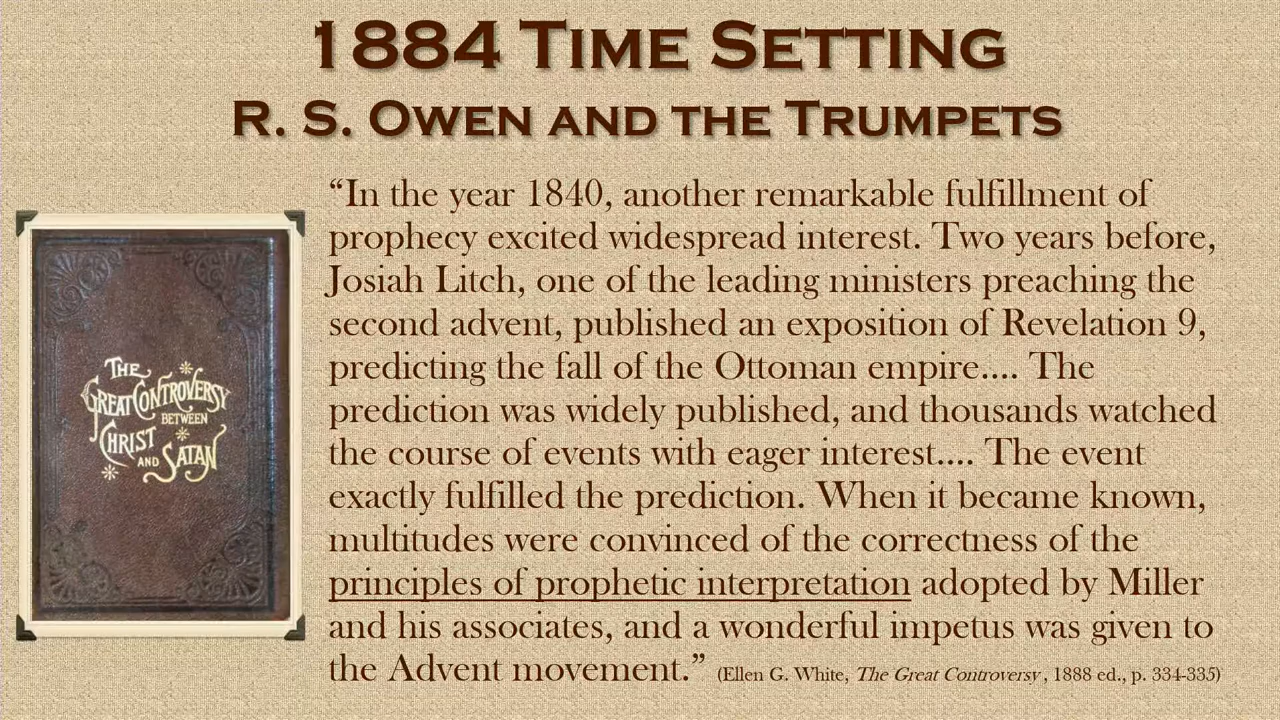 1884 Time Setting
R. S. Owen and the Trumpets
“In the year 1840, another remarkable fulfillment of
prophecy excited widespread interest. Two years before,
Josiah Litch, one of the leading ministers preaching the
second advent, published an exposition of Revelation 9,
predicting the fall of the Ottoman empire.... The
prediction was widely published, and thousands watched
the course of events with eager interest.... The event
exactly fulfilled the prediction. When it became known,
multitudes were convinced of the correctness of the
principles of prophetic interpretation adopted by Miller
and his associates, and a wonderful impetus was given to
the Advent movement.” (Ellen G. White, The Great Controversy, 1888 ed., p. 334-335)
The
Great Controversy
Between
Christ
and Satan